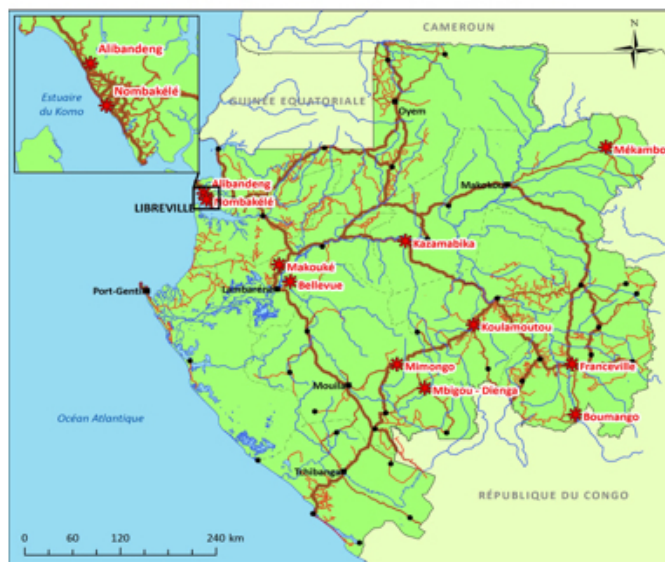 Alibandeng
Estuaire
du Komo
Nombakélé
CAMEROUN
N
GUINÉE EQUATORIALE
Oyem
Mékambo
Makokou
Alibandeng
LIBREVILLE
Nombakélé
Kazamabika
Makouké
Port-Gentil
Lambaréné
Bellevue
Koulamoutou
Mimongo
Franceville
Mouila
Mbigou - Dienga
Océan Atlantique
Boumango
Tchibanga
RÉPUBLIQUE DU CONGO
0 60 120 240 km